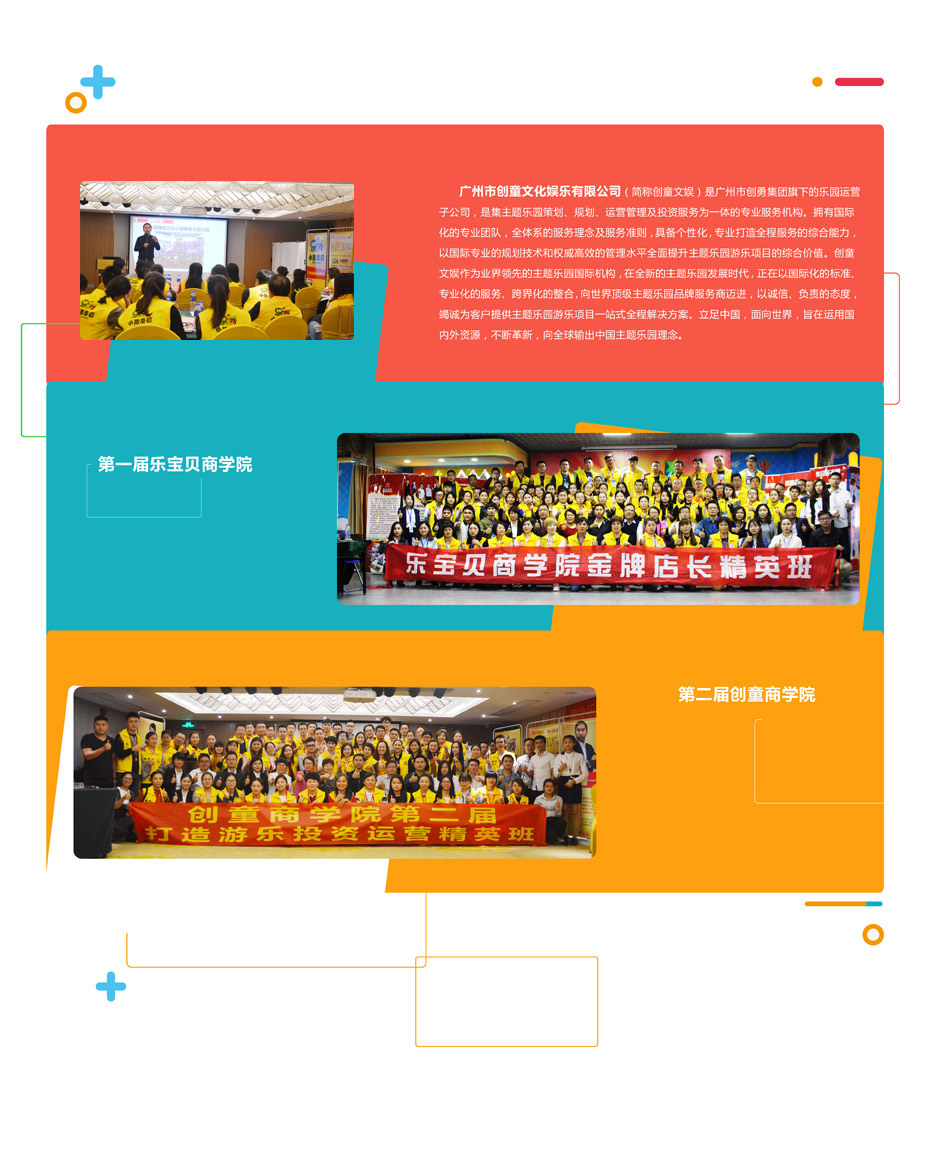 广州市创童文化娱乐有限公司（简称创童文娱）是广州市创勇集团旗下的乐园运营
子公司，是集主题乐园策划、规划、运营管理及投资服务为一体的专业服务机构。拥有国际
化的专业团队，全体系的服务理念及服务准则，具备个性化，专业打造全程服务的综合能力，
以国际专业的规划技术和权威高效的管理水平全面提升主题乐园游乐项目的综合价值。创童
文娱作为业界领先的主题乐园国际机构，在全新的主题乐园发展时代，正在以国际化的标准、
专业化的服务、跨界化的整合，向世界顶级主题乐园品牌服务商迈进，以诚信、负责的态度，
竭诚为客户提供主题乐园游乐项目一站式全程解决方案。立足中国，面向世界，旨在运用国
内外资源，不断革新，向全球输出中国主题乐园理念。
第一届乐宝贝商学院
乐宝贝商学院金牌店长精英班
第二届创童商学院
创童商学院第二届
打造游乐投资运营精英班